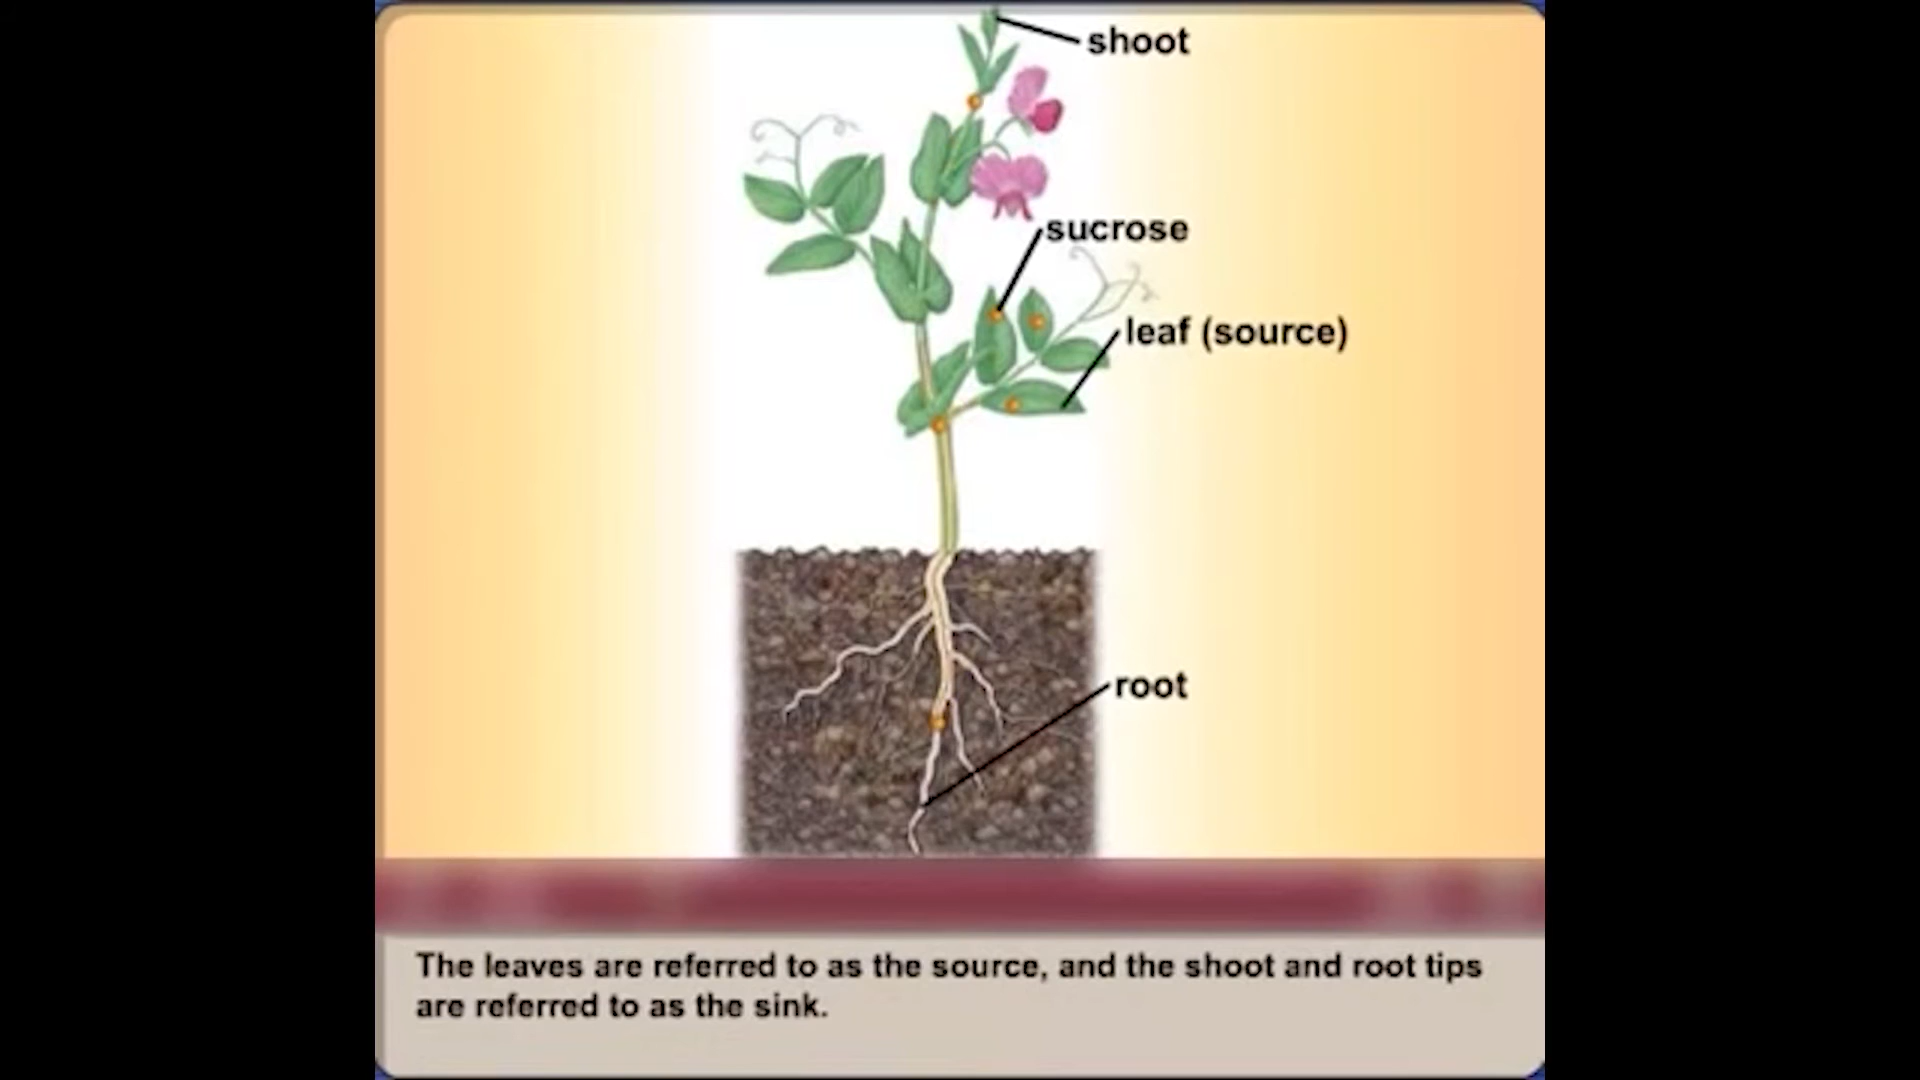 shoot
sucrose
leaf (source)
root
The leaves are referred to as the source, and the shoot and root tips
are referred to as the sink.